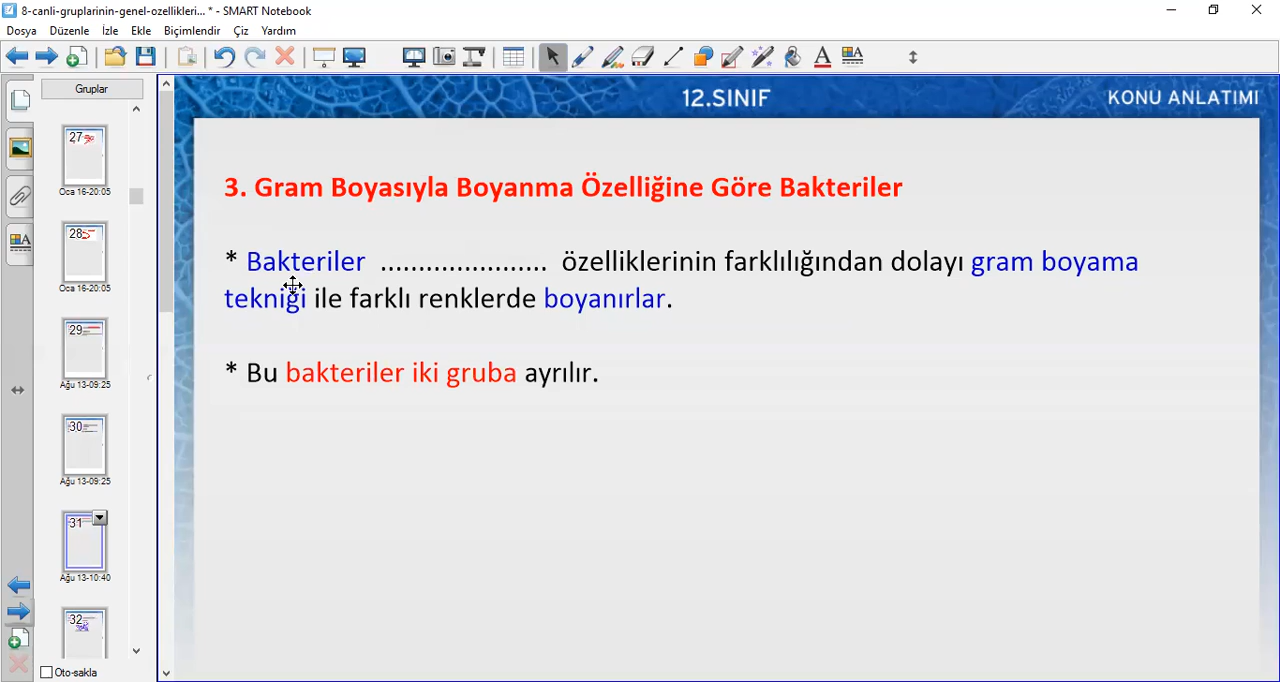 8-canli-gruplarinin-genel-ozellikleri... * - SMART Notebook
Dosya Düzenle İzle Ekle Biçimlendir Çiz Yardım
Gruplar
27
Oca 16-20:05
28
Oca 16-20:05
29
Ağu 13-09:25
30
Ağu 13-09:25
31
Ağu 13-10:40
32
Oto-sakla
12.SINIF
KONU ANLATIMI
3. Gram Boyasıyla Boyanma Özelliğine Göre Bakteriler
* Bakteriler ...................... özelliklerinin farklılığından dolayı gram boyama
tekniği ile farklı renklerde boyanırlar.
* Bu bakteriler iki gruba ayrılır.